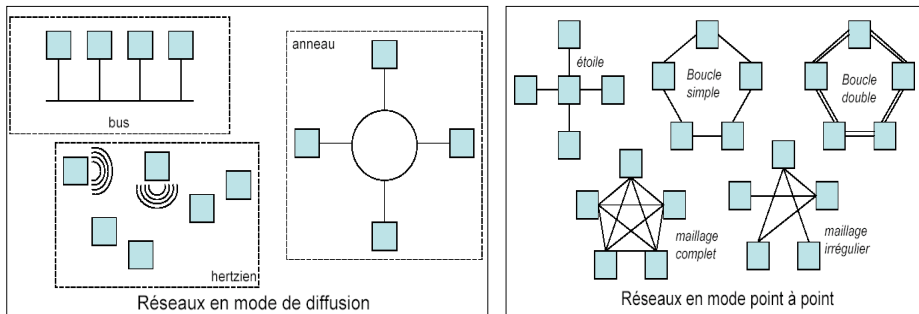 bus
anneau
hertzien
Réseaux en mode de diffusion
étoile
Boucle
simple
Boucle
double
maillage
complet
maillage
irrégulier
Réseaux en mode point à point